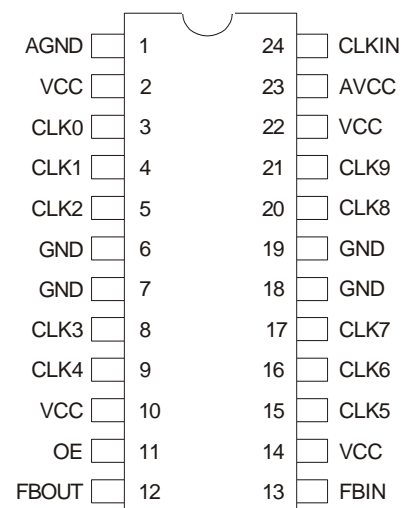 AGND 1 24 CLKIN
VCC 2 23 AVCC
CLK0 3 22 VCC
CLK1 4 21 CLK9
CLK2 5 20 CLK8
GND 6 19 GND
GND 7 18 GND
CLK3 8 17 CLK7
CLK4 9 16 CLK6
VCC 10 15 CLK5
OE 11 14 VCC
FBOUT 12 13 FBIN